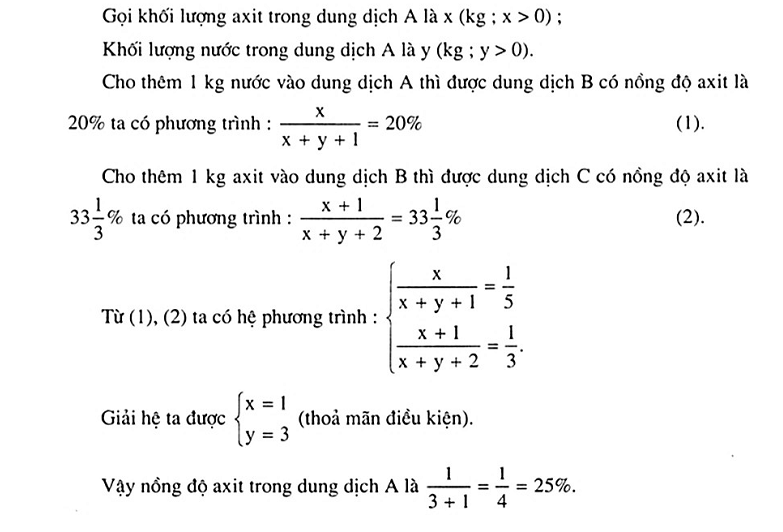 Gọi khối lượng axit trong dung dịch A là x (kg ; x > 0) ;
Khối lượng nước trong dung dịch A là y (kg ; y > 0).
Cho thêm 1 kg nước vào dung dịch A thì được dung dịch B có nồng độ axit là
20% ta có phương trình : \frac{x}{x + y + 1} = 20% (1).
Cho thêm 1 kg axit vào dung dịch B thì được dung dịch C có nồng độ axit là
33\frac{1}{3}% ta có phương trình : \frac{x + 1}{x + y + 2} = 33\frac{1}{3}% (2).
Từ (1), (2) ta có hệ phương trình : \begin{cases} \frac{x}{x + y + 1} = \frac{1}{5} \\ \frac{x + 1}{x + y + 2} = \frac{1}{3}. \end{cases}
Giải hệ ta được \begin{cases} x = 1 \\ y = 3 \end{cases} (thoả mãn điều kiện).
Vậy nồng độ axit trong dung dịch A là \frac{1}{3 + 1} = \frac{1}{4} = 25%.